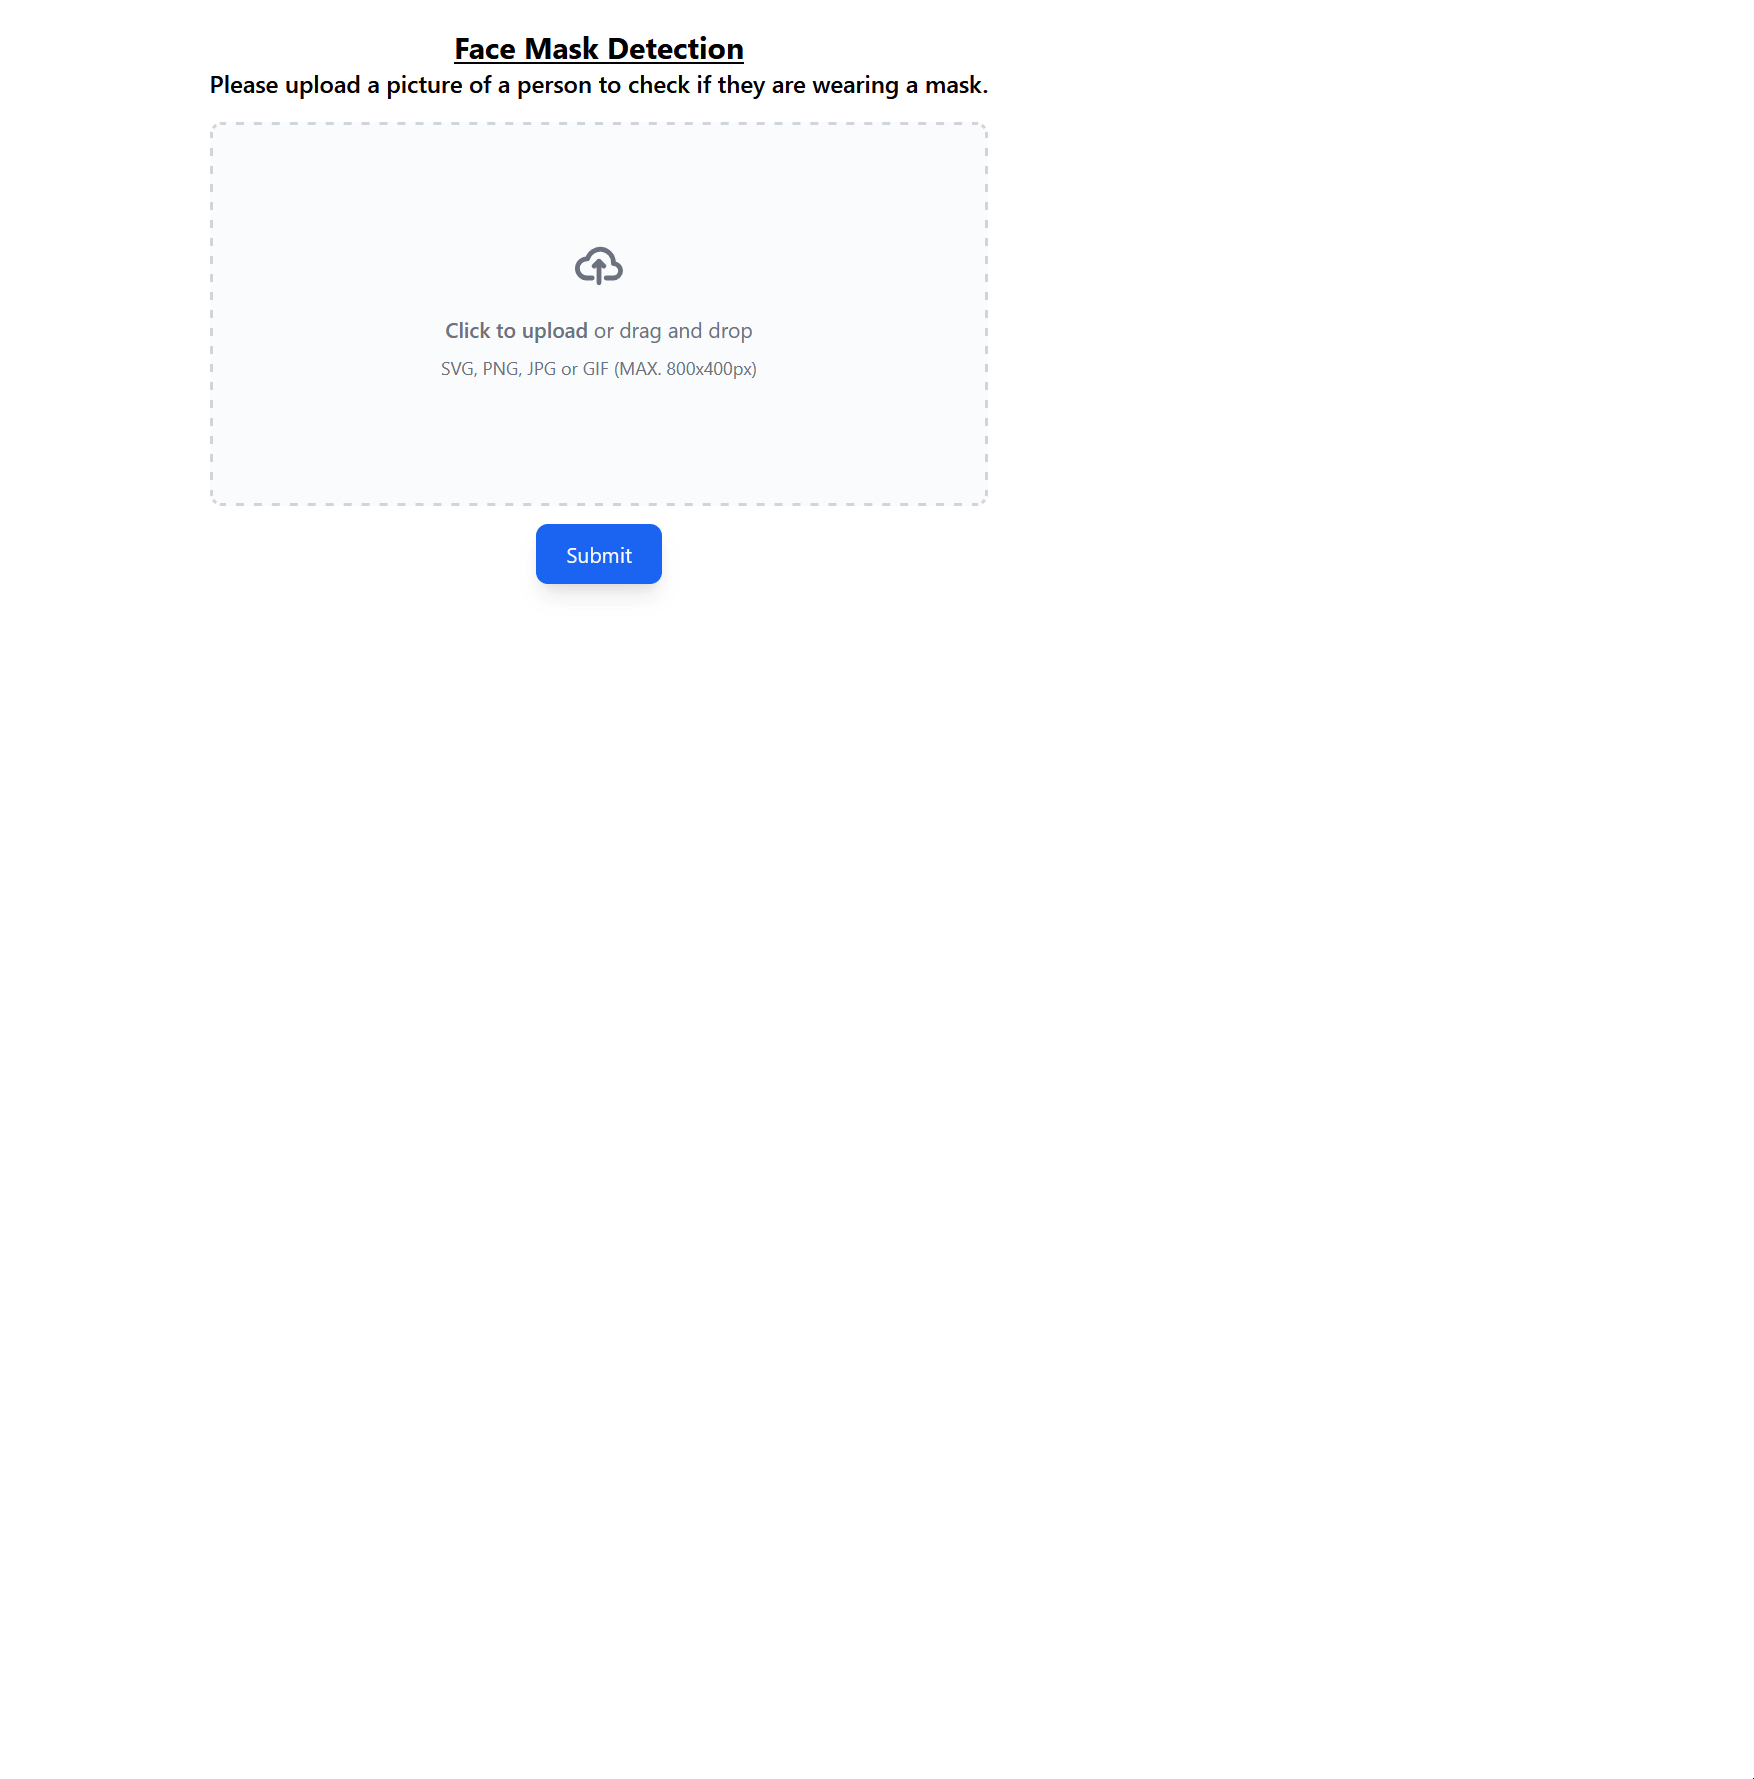 Face Mask Detection
Please upload a picture of a person to check if they are wearing a mask.
Click to upload or drag and drop
SVG, PNG, JPG or GIF (MAX. 800x400px)
Submit